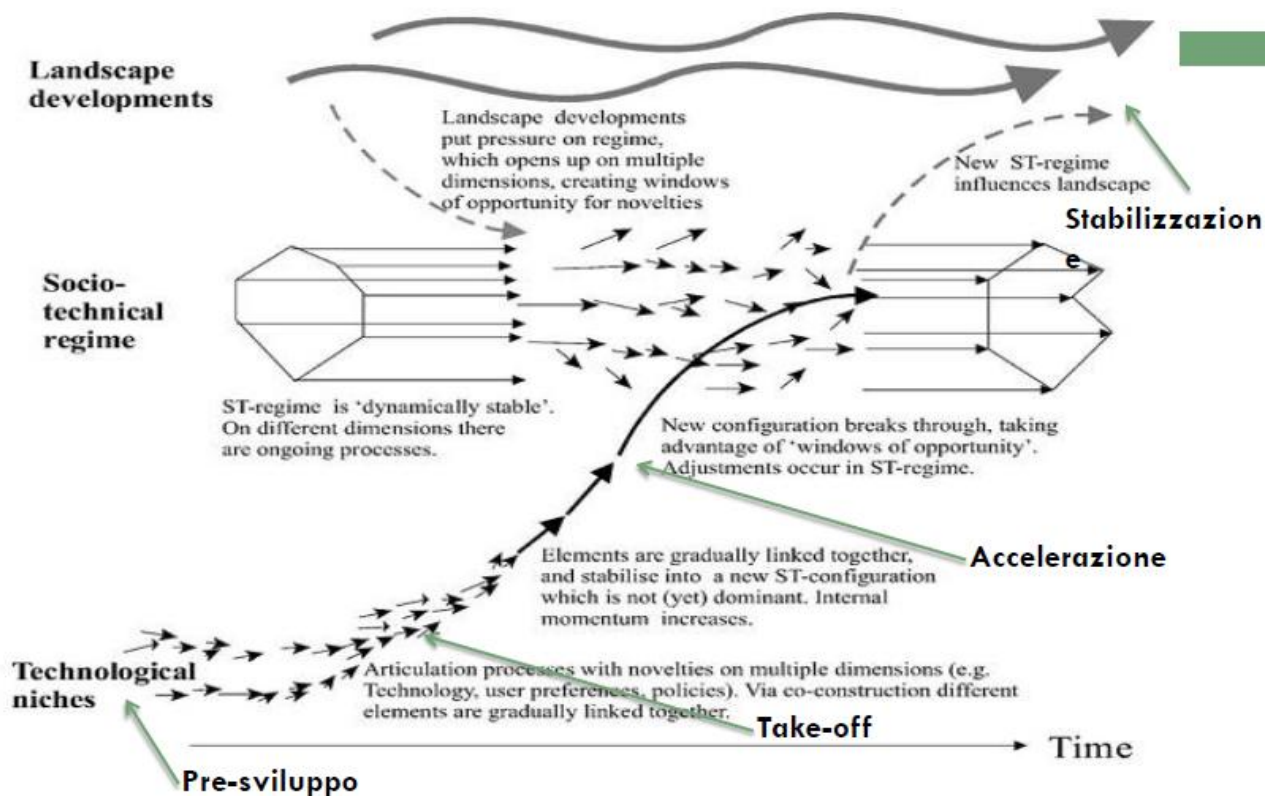 Landscape
developments
Landscape developments
put pressure on regime,
which opens up on multiple
dimensions, creating windows
of opportunity for novelties
New ST-regime
influences landscape
Stabilizzazion
e
Socio-
technical
regime
ST-regime is ‘dynamically stable’.
On different dimensions there
are ongoing processes.
New configuration breaks through, taking
advantage of ‘windows of opportunity’.
Adjustments occur in ST-regime.
Accelerazione
Elements are gradually linked together,
and stabilise into a new ST-configuration
which is not (yet) dominant. Internal
momentum increases.
Technological
niches
Articulation processes with novelties on multiple dimensions (e.g.
Technology, user preferences, policies). Via co-construction different
elements are gradually linked together.
Take-off
Time
Pre-sviluppo